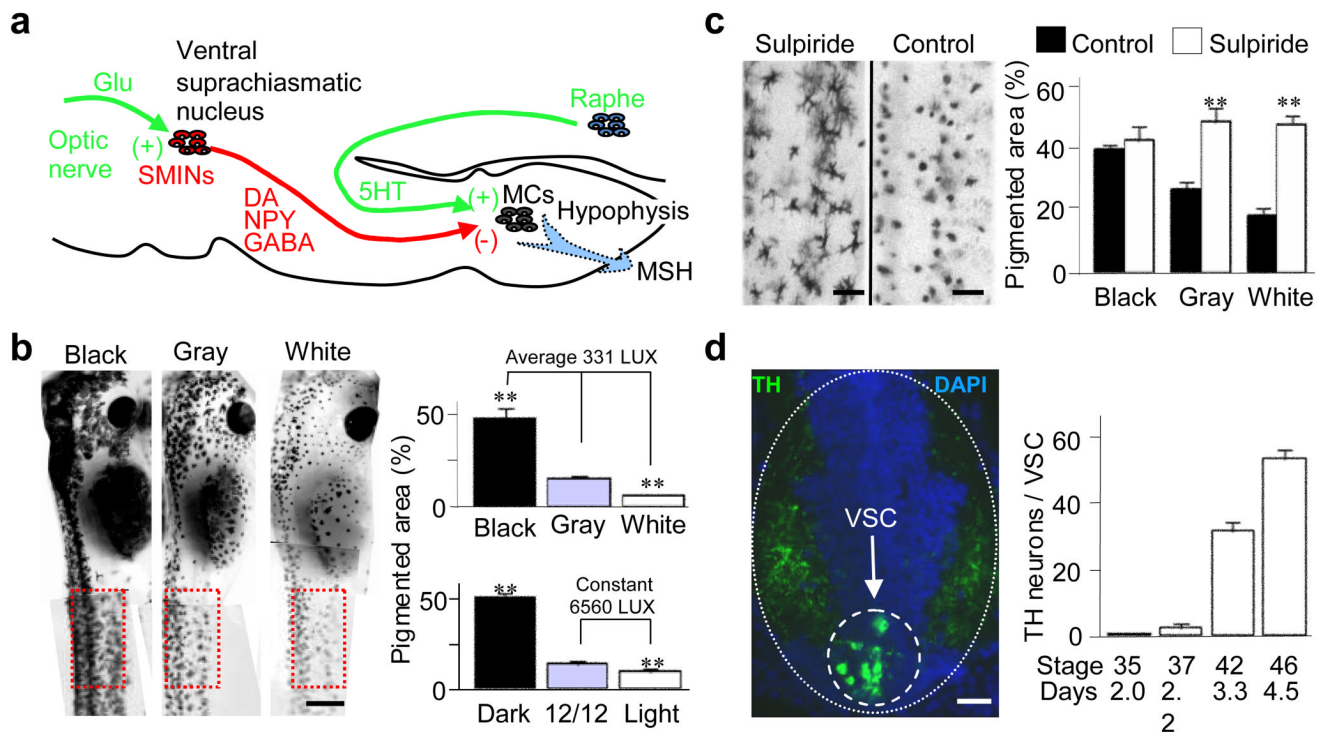 a
Ventral
suprachiasmatic
nucleus
Glu
Optic
nerve
(+)
SMINs
DA
NPY
GABA
5HT
Raphe
(+)
MCs
(-)
Hypophysis
MSH
b
Black Gray White
Pigmented area (%)
Average 331 LUX
50
0
** **
Black Gray White
Constant
6560 LUX
50
0
** **
Dark 12/12 Light
c
Sulpiride Control
Control Sulpiride
Pigmented area (%)
60
40
20
0
** **
Black Gray White
d
TH DAPI
VSC
TH neurons / VSC
60
40
20
0
Stage 35 37 42 46
Days 2.0 2. 3.3 4.5
2